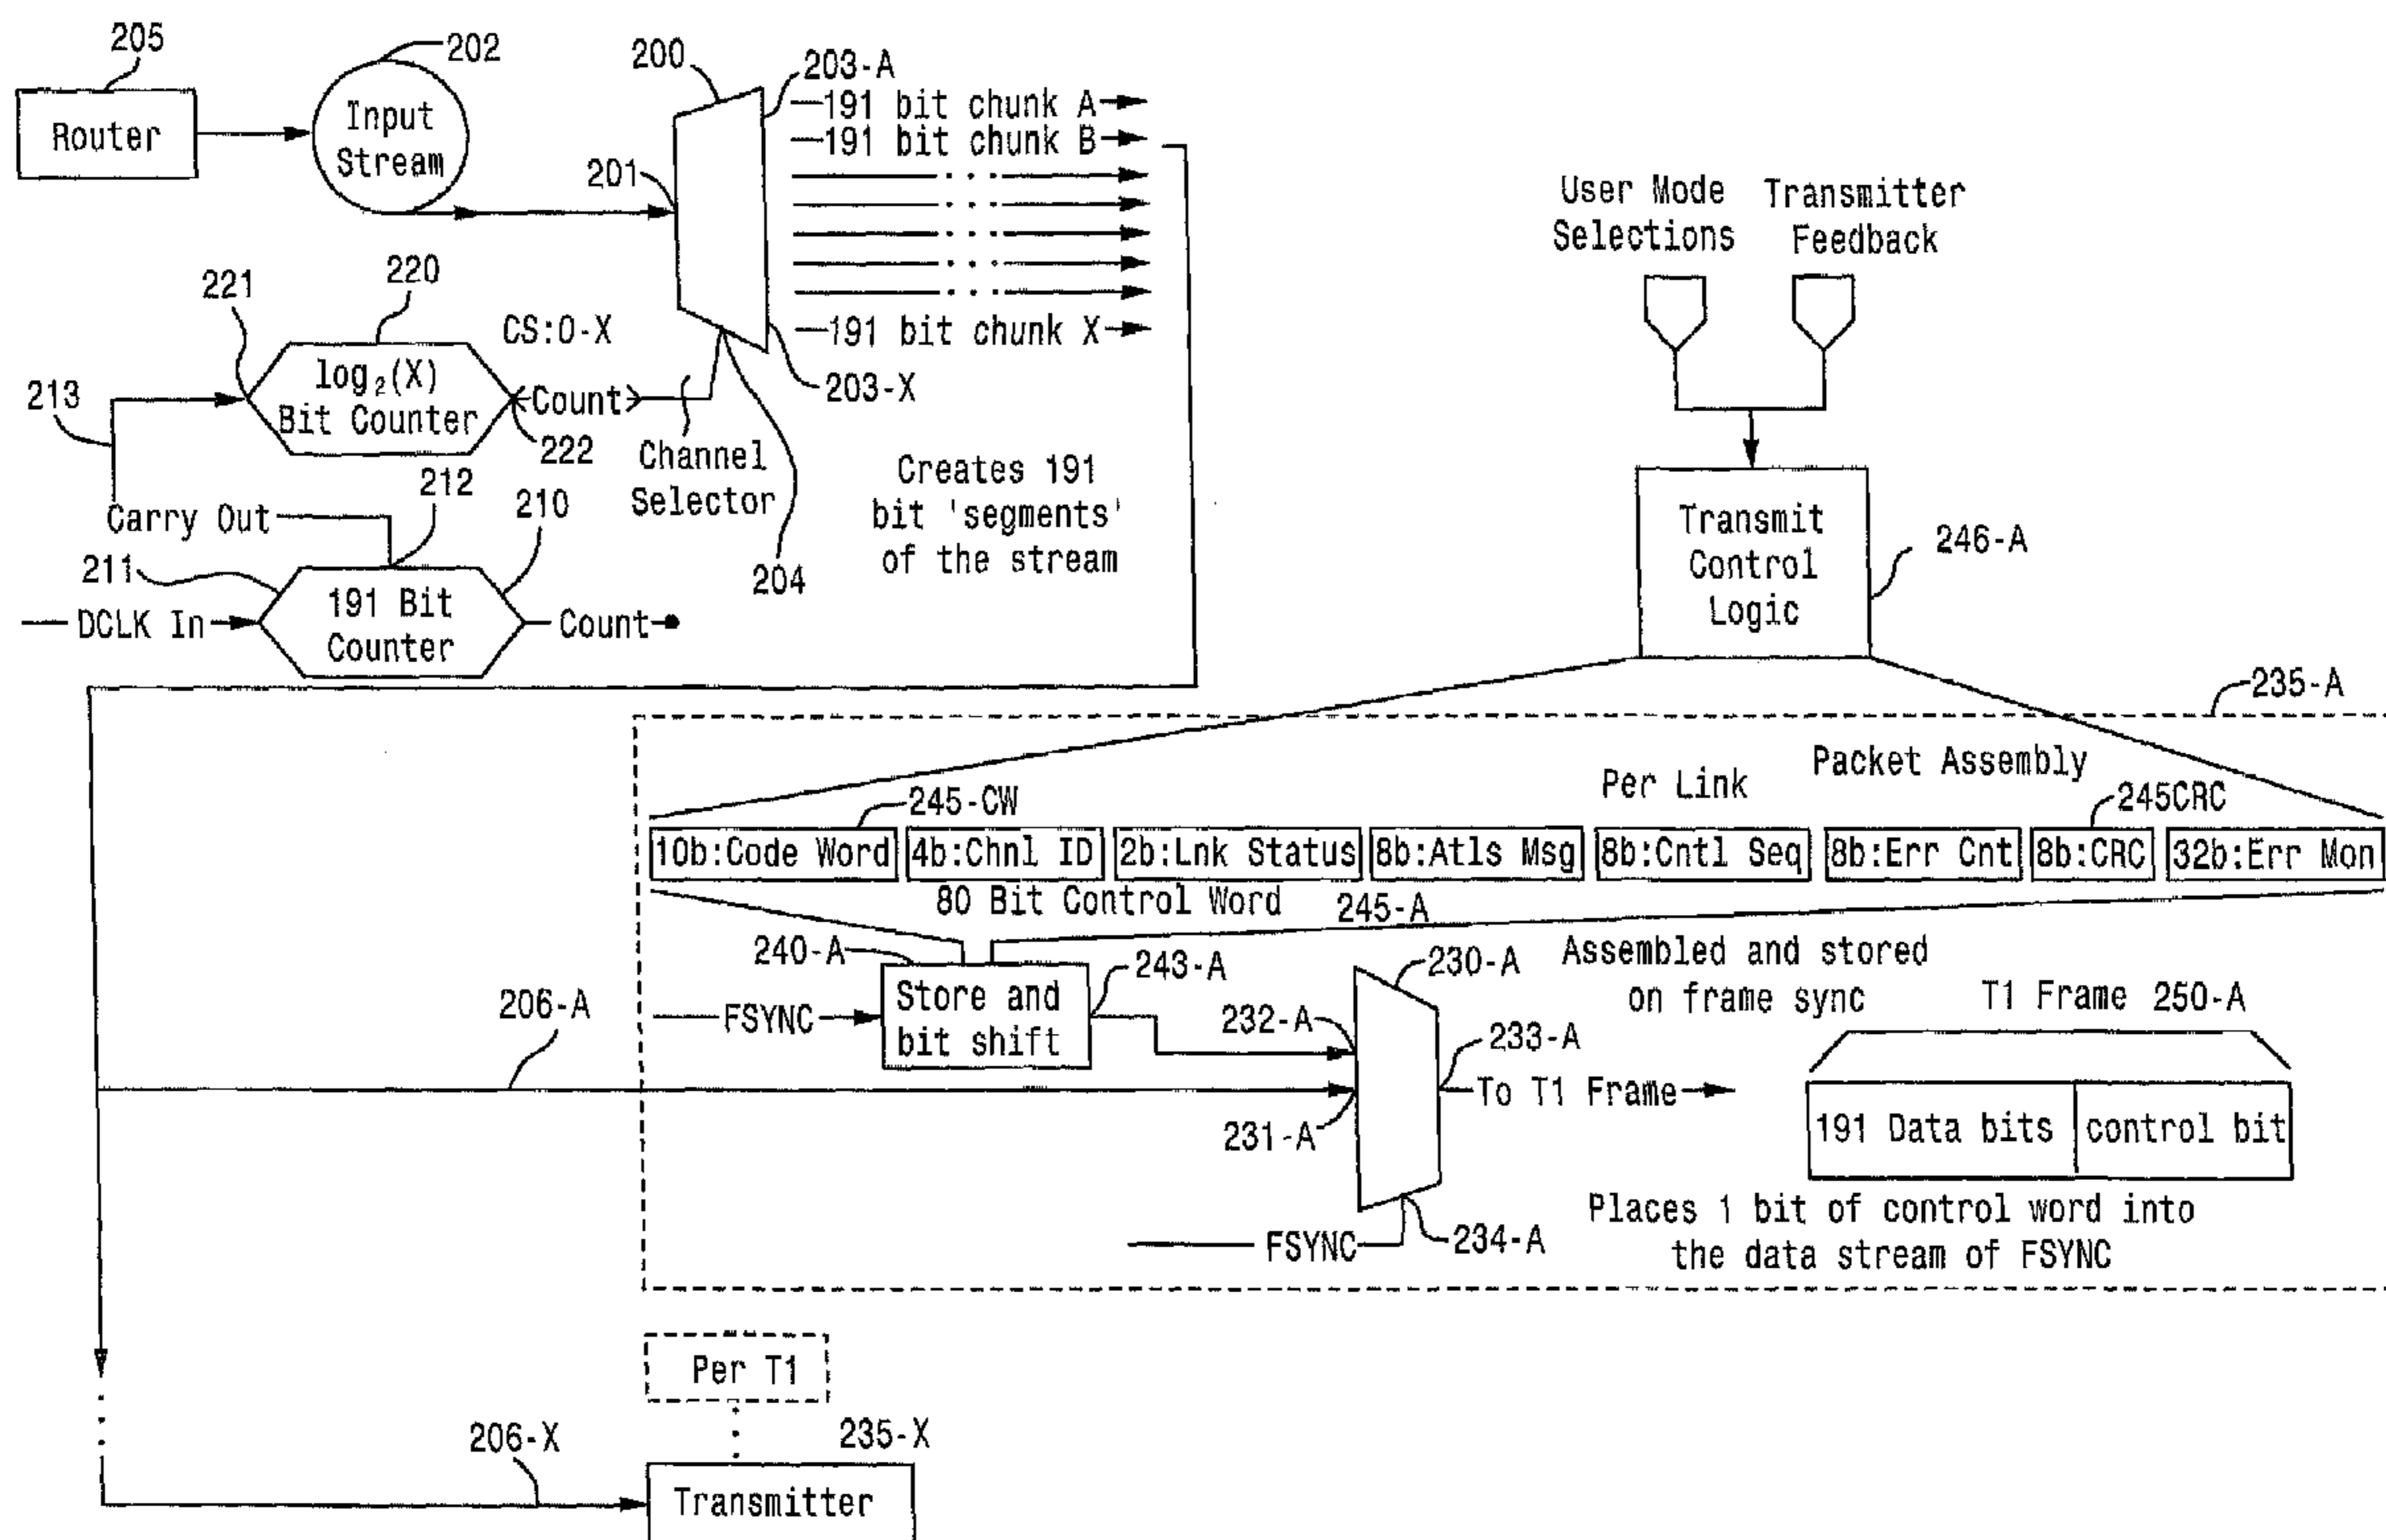 205
202
200
203-A
Router
Input
Stream
191 bit chunk A
191 bit chunk B
201
191 bit chunk X
203-X
221
220
CS:0-X
log₂(X)
Bit Counter
<Count>
222
213
Channel
Selector
204
Carry Out
212
210
211
DCLK In
191 Bit
Counter
Count
Creates 191
bit 'segments'
of the stream
User Mode
Selections
Transmitter
Feedback
Transmit
Control
Logic
246-A
235-A
Per Link
Packet Assembly
245-CW
245CRC
10b:Code Word
4b:Chnl ID
2b:Lnk Status
8b:Atls Msg
8b:Cntl Seq
8b:Err Cnt
8b:CRC
32b:Err Mon
80 Bit Control Word
245-A
240-A
243-A
FSYNC
Store and
bit shift
206-A
230-A
232-A
231-A
233-A
To T1 Frame
Assembled and stored
on frame sync
T1 Frame 250-A
191 Data bits
control bit
FSYNC
234-A
Places 1 bit of control word into
the data stream of FSYNC
Per T1
206-X
235-X
Transmitter